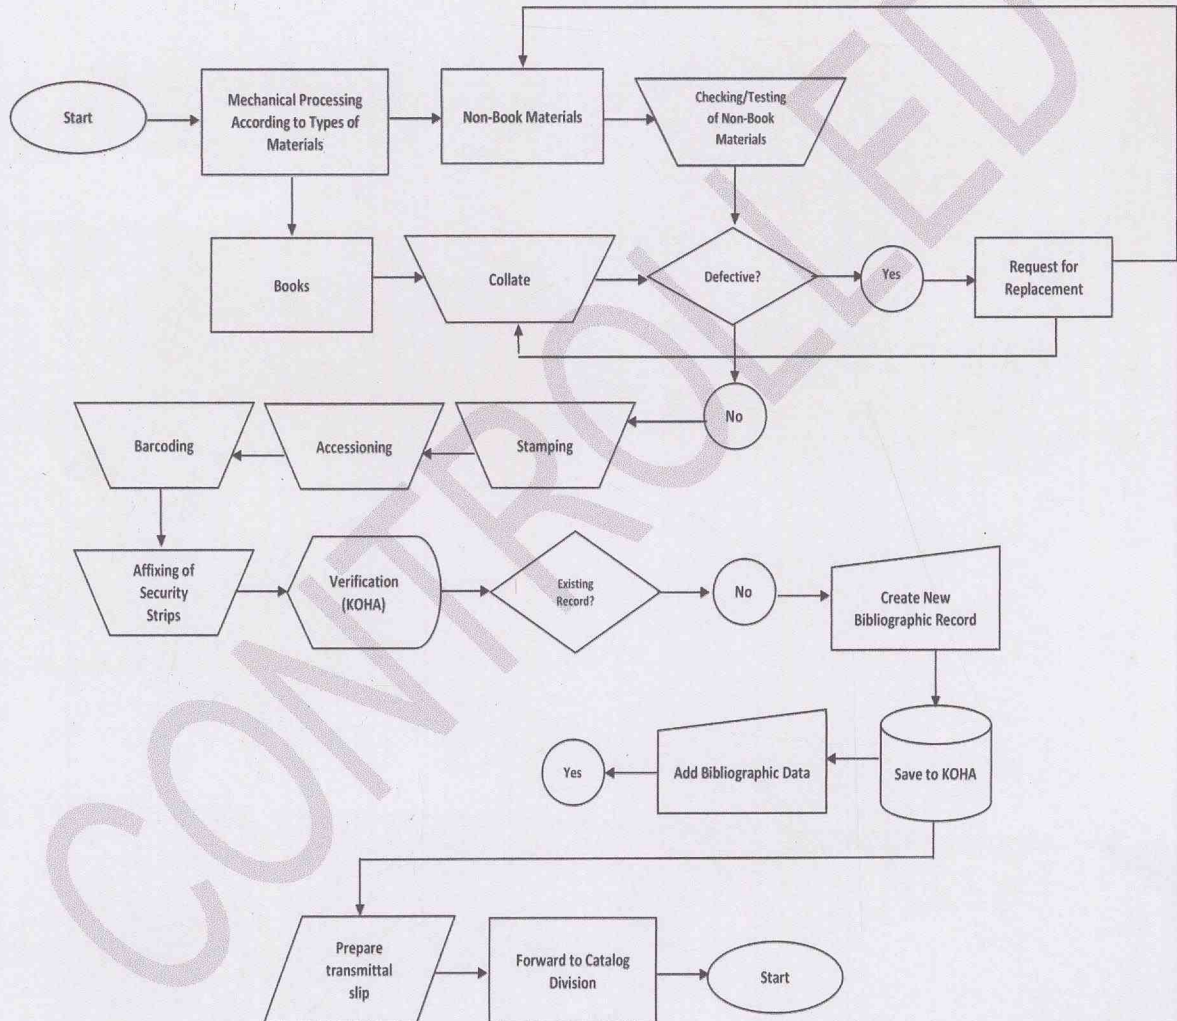 Start
Mechanical Processing
According to Types of
Materials
Non-Book Materials
Checking/Testing
of Non-Book
Materials
Books
Collate
Defective?
Yes
Request for
Replacement
No
Stamping
Accessioning
Barcoding
Affixing of
Security
Strips
Verification
(KOHA)
Existing
Record?
No
Create New
Bibliographic Record
Save to KOHA
Add Bibliographic Data
Yes
Prepare
transmittal
slip
Forward to Catalog
Division
Start
CONTROLLED